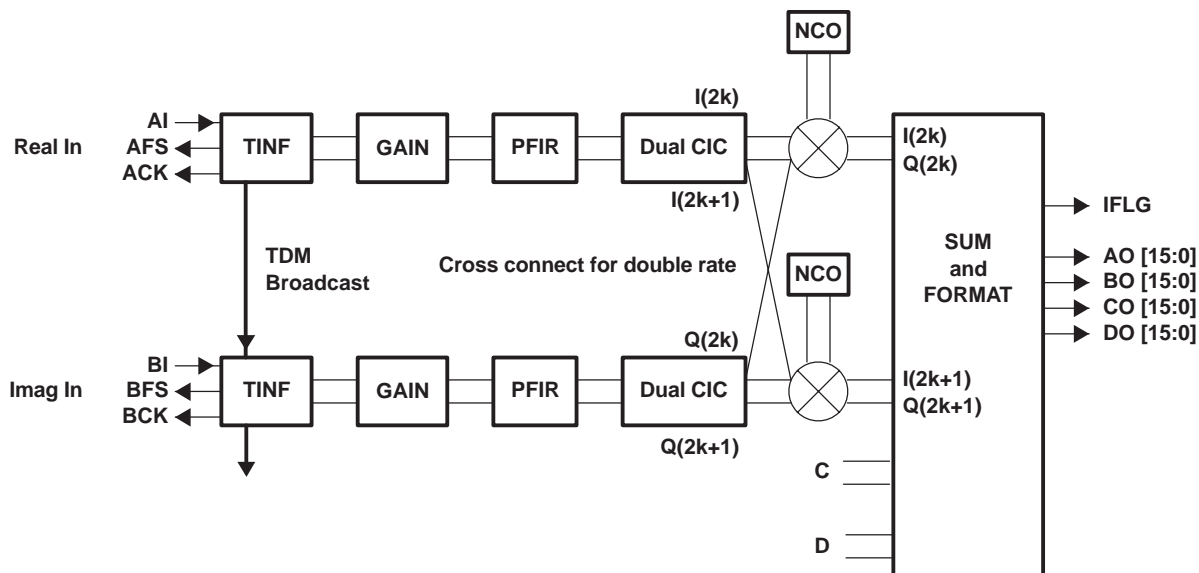 NCO
I(2k)
Real In
AI
AFS
ACK
TINF
GAIN
PFIR
Dual CIC
I(2k)
Q(2k)
I(2k+1)
IFLG
TDM
Broadcast
Cross connect for double rate
NCO
SUM
and
FORMAT
AO [15:0]
BO [15:0]
CO [15:0]
DO [15:0]
Q(2k)
Imag In
BI
BFS
BCK
TINF
GAIN
PFIR
Dual CIC
I(2k+1)
Q(2k+1)
Q(2k+1)
C
D